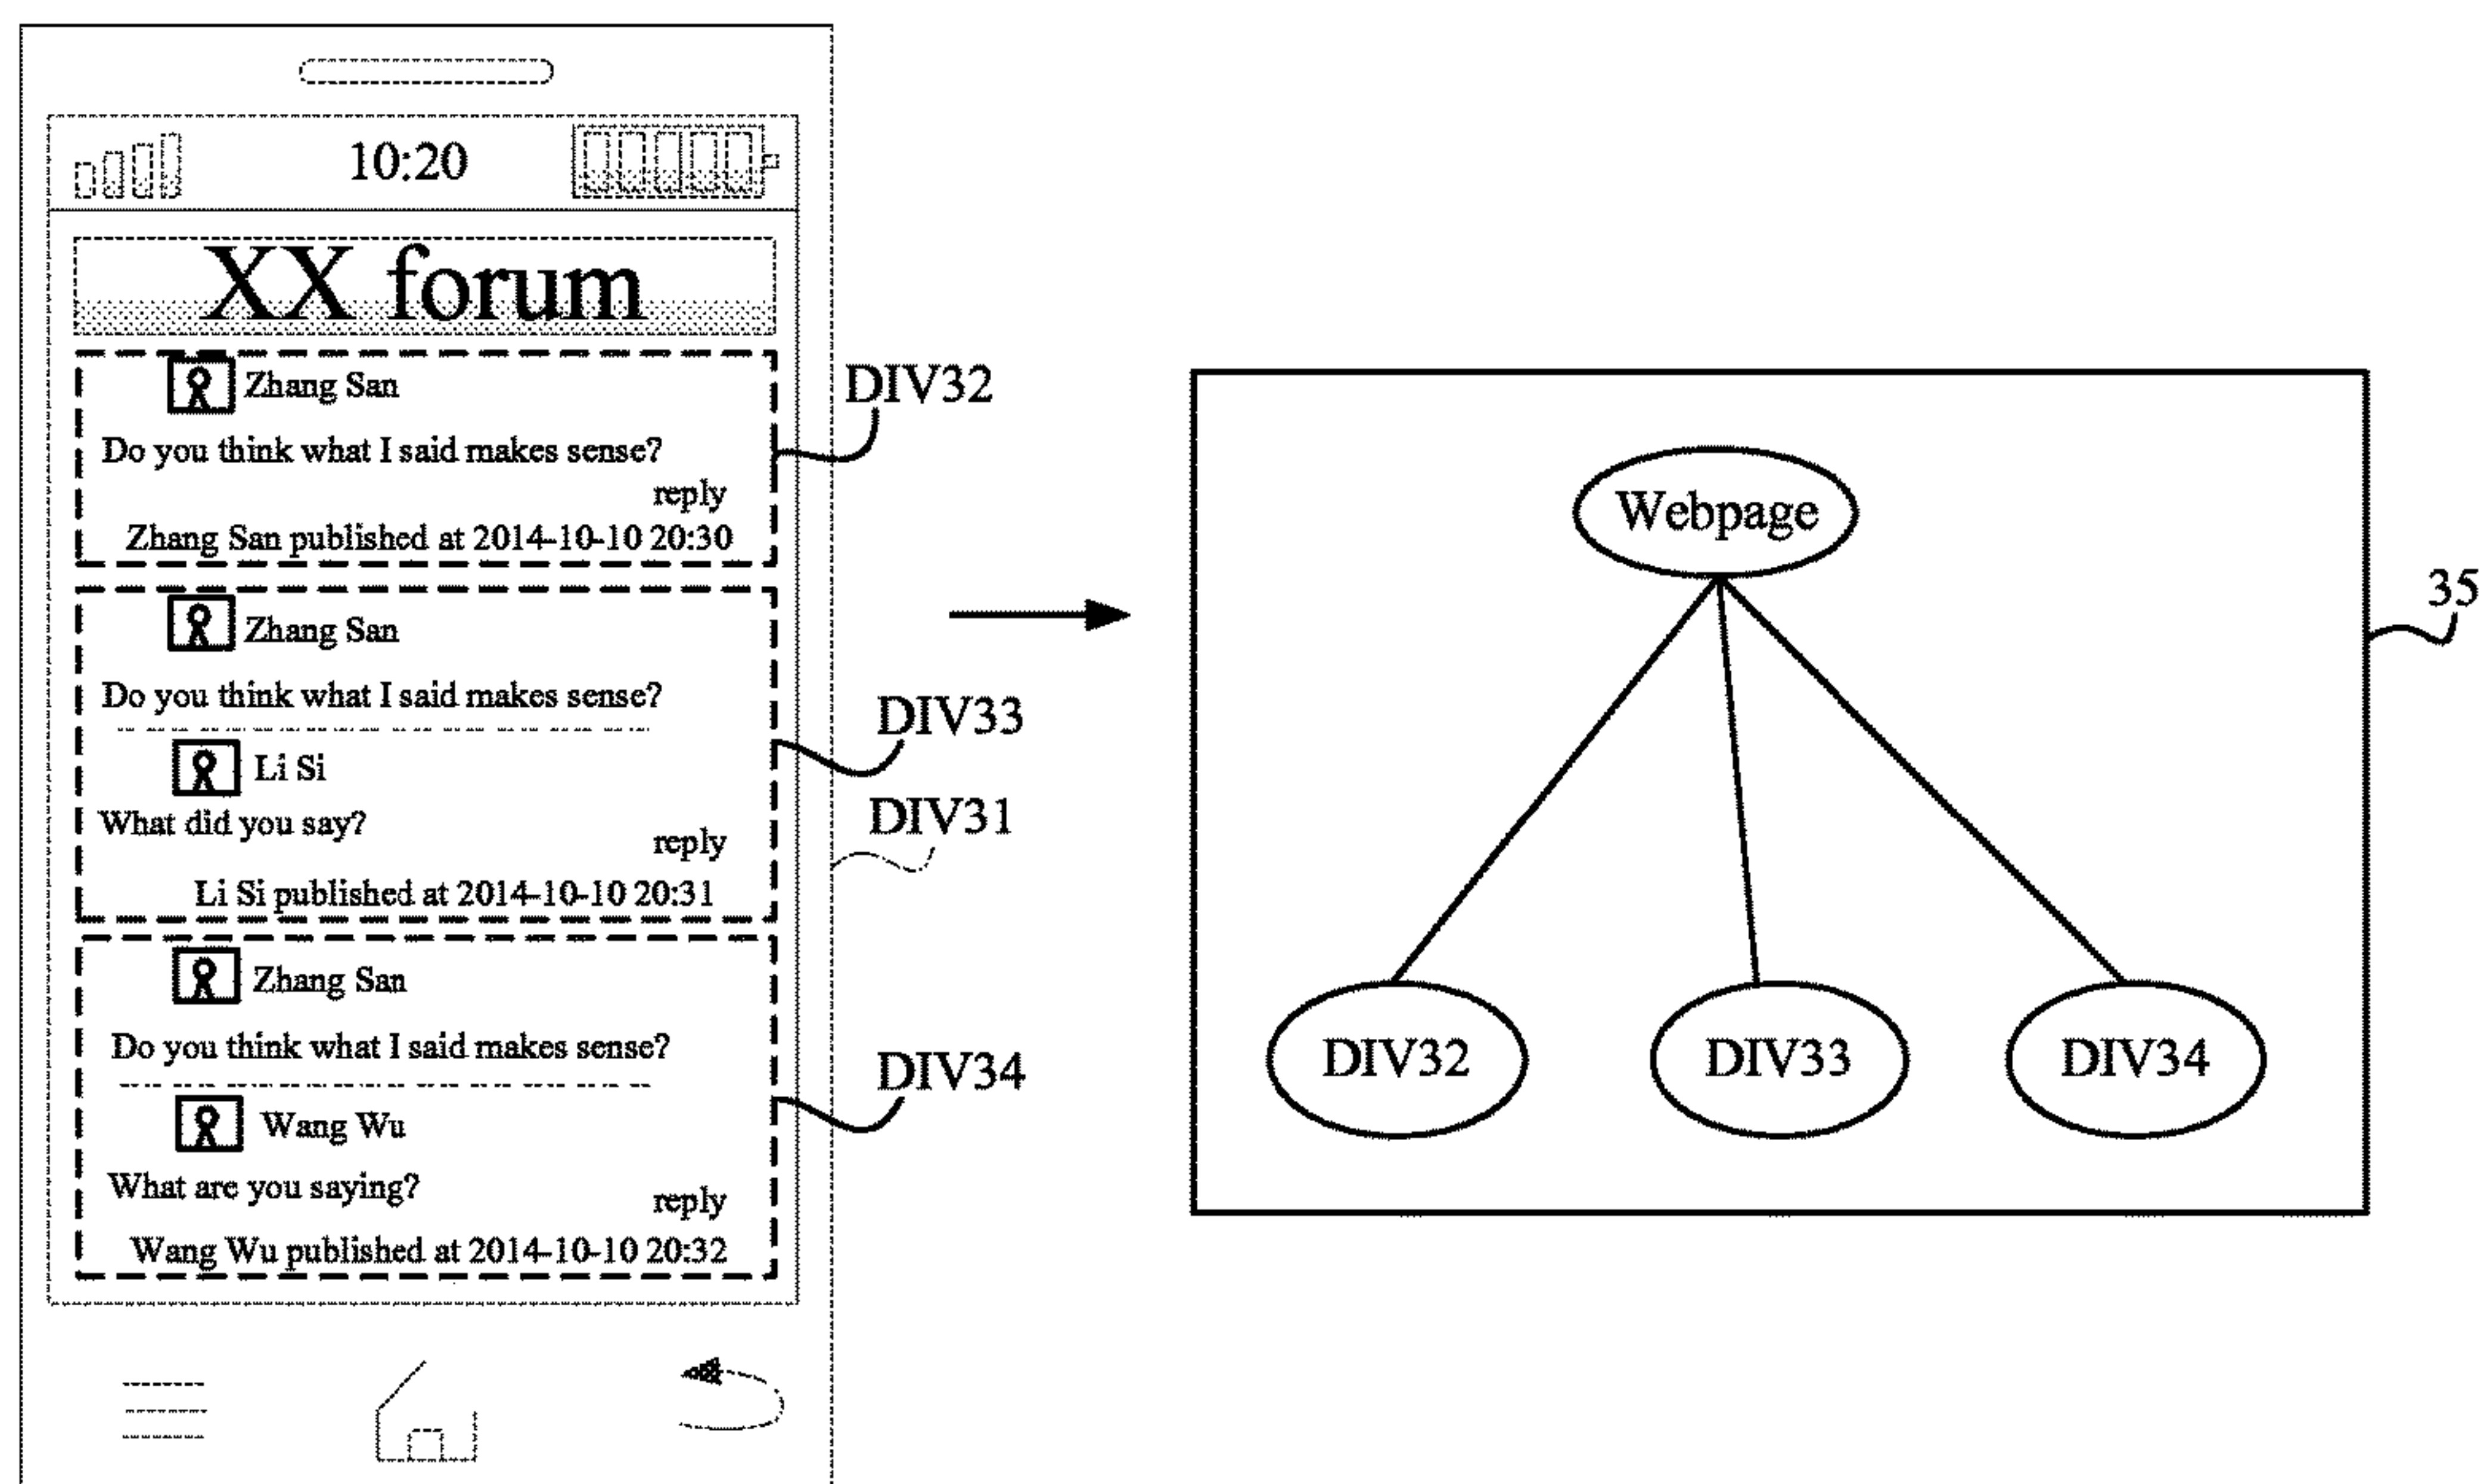 10:20
XX forum
Zhang San
DIV32
Do you think what I said makes sense?
reply
Zhang San published at 2014-10-10 20:30
Zhang San
Do you think what I said makes sense?
DIV33
Li Si
DIV31
What did you say?
reply
Li Si published at 2014-10-10 20:31
Zhang San
Do you think what I said makes sense?
DIV34
Wang Wu
What are you saying?
reply
Wang Wu published at 2014-10-10 20:32
Webpage
35
DIV32 DIV33 DIV34